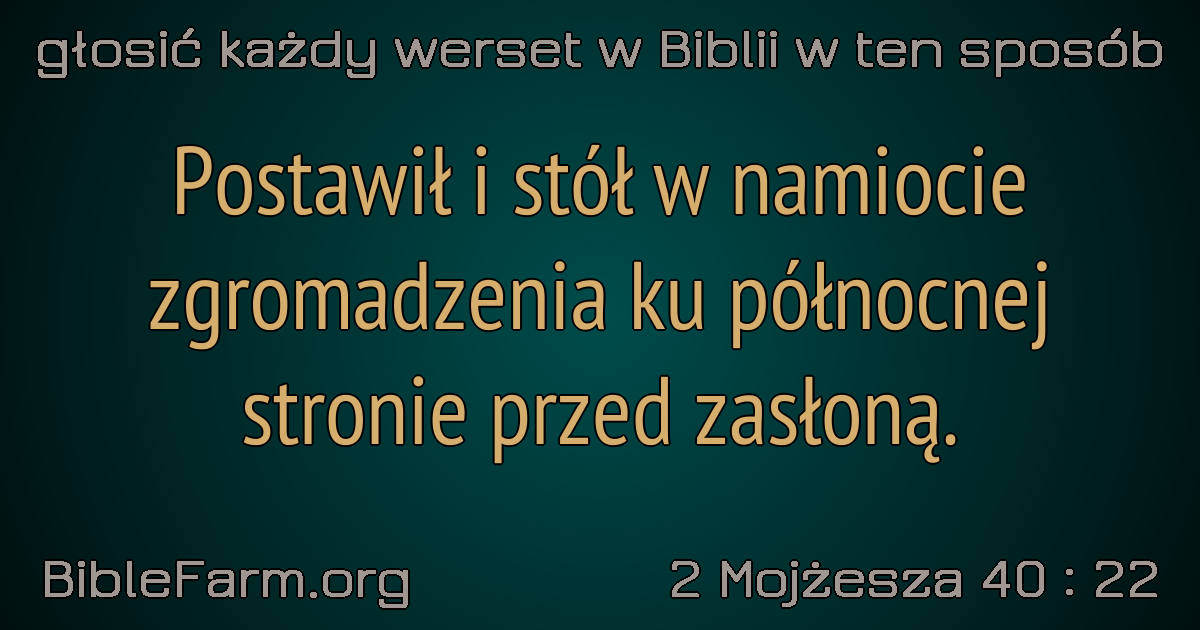 głosić każdy werset w Biblii w ten sposób
Postawił i stół w namiocie
zgromadzenia ku północnej
stronie przed zasłoną.
BibleFarm.org
2 Mojżesza 40 : 22